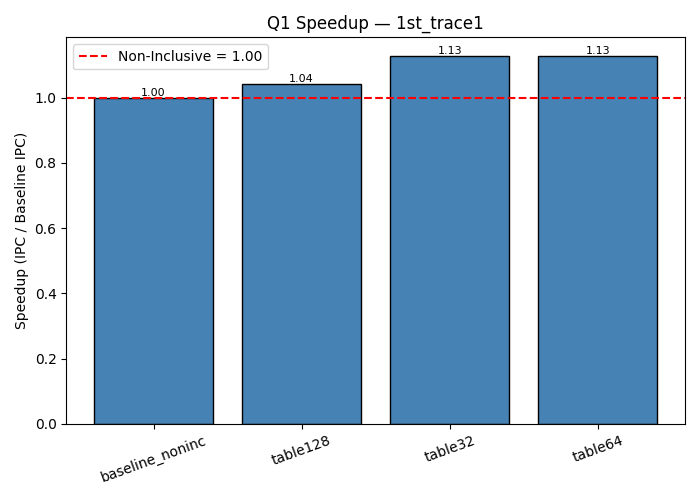 Q1 Speedup — 1st_trace1
Non-Inclusive = 1.00
1.00
1.04
1.13
1.13
Speedup (IPC / Baseline IPC)
1.0
0.8
0.6
0.4
0.2
0.0
baseline_noninc
table128
table32
table64